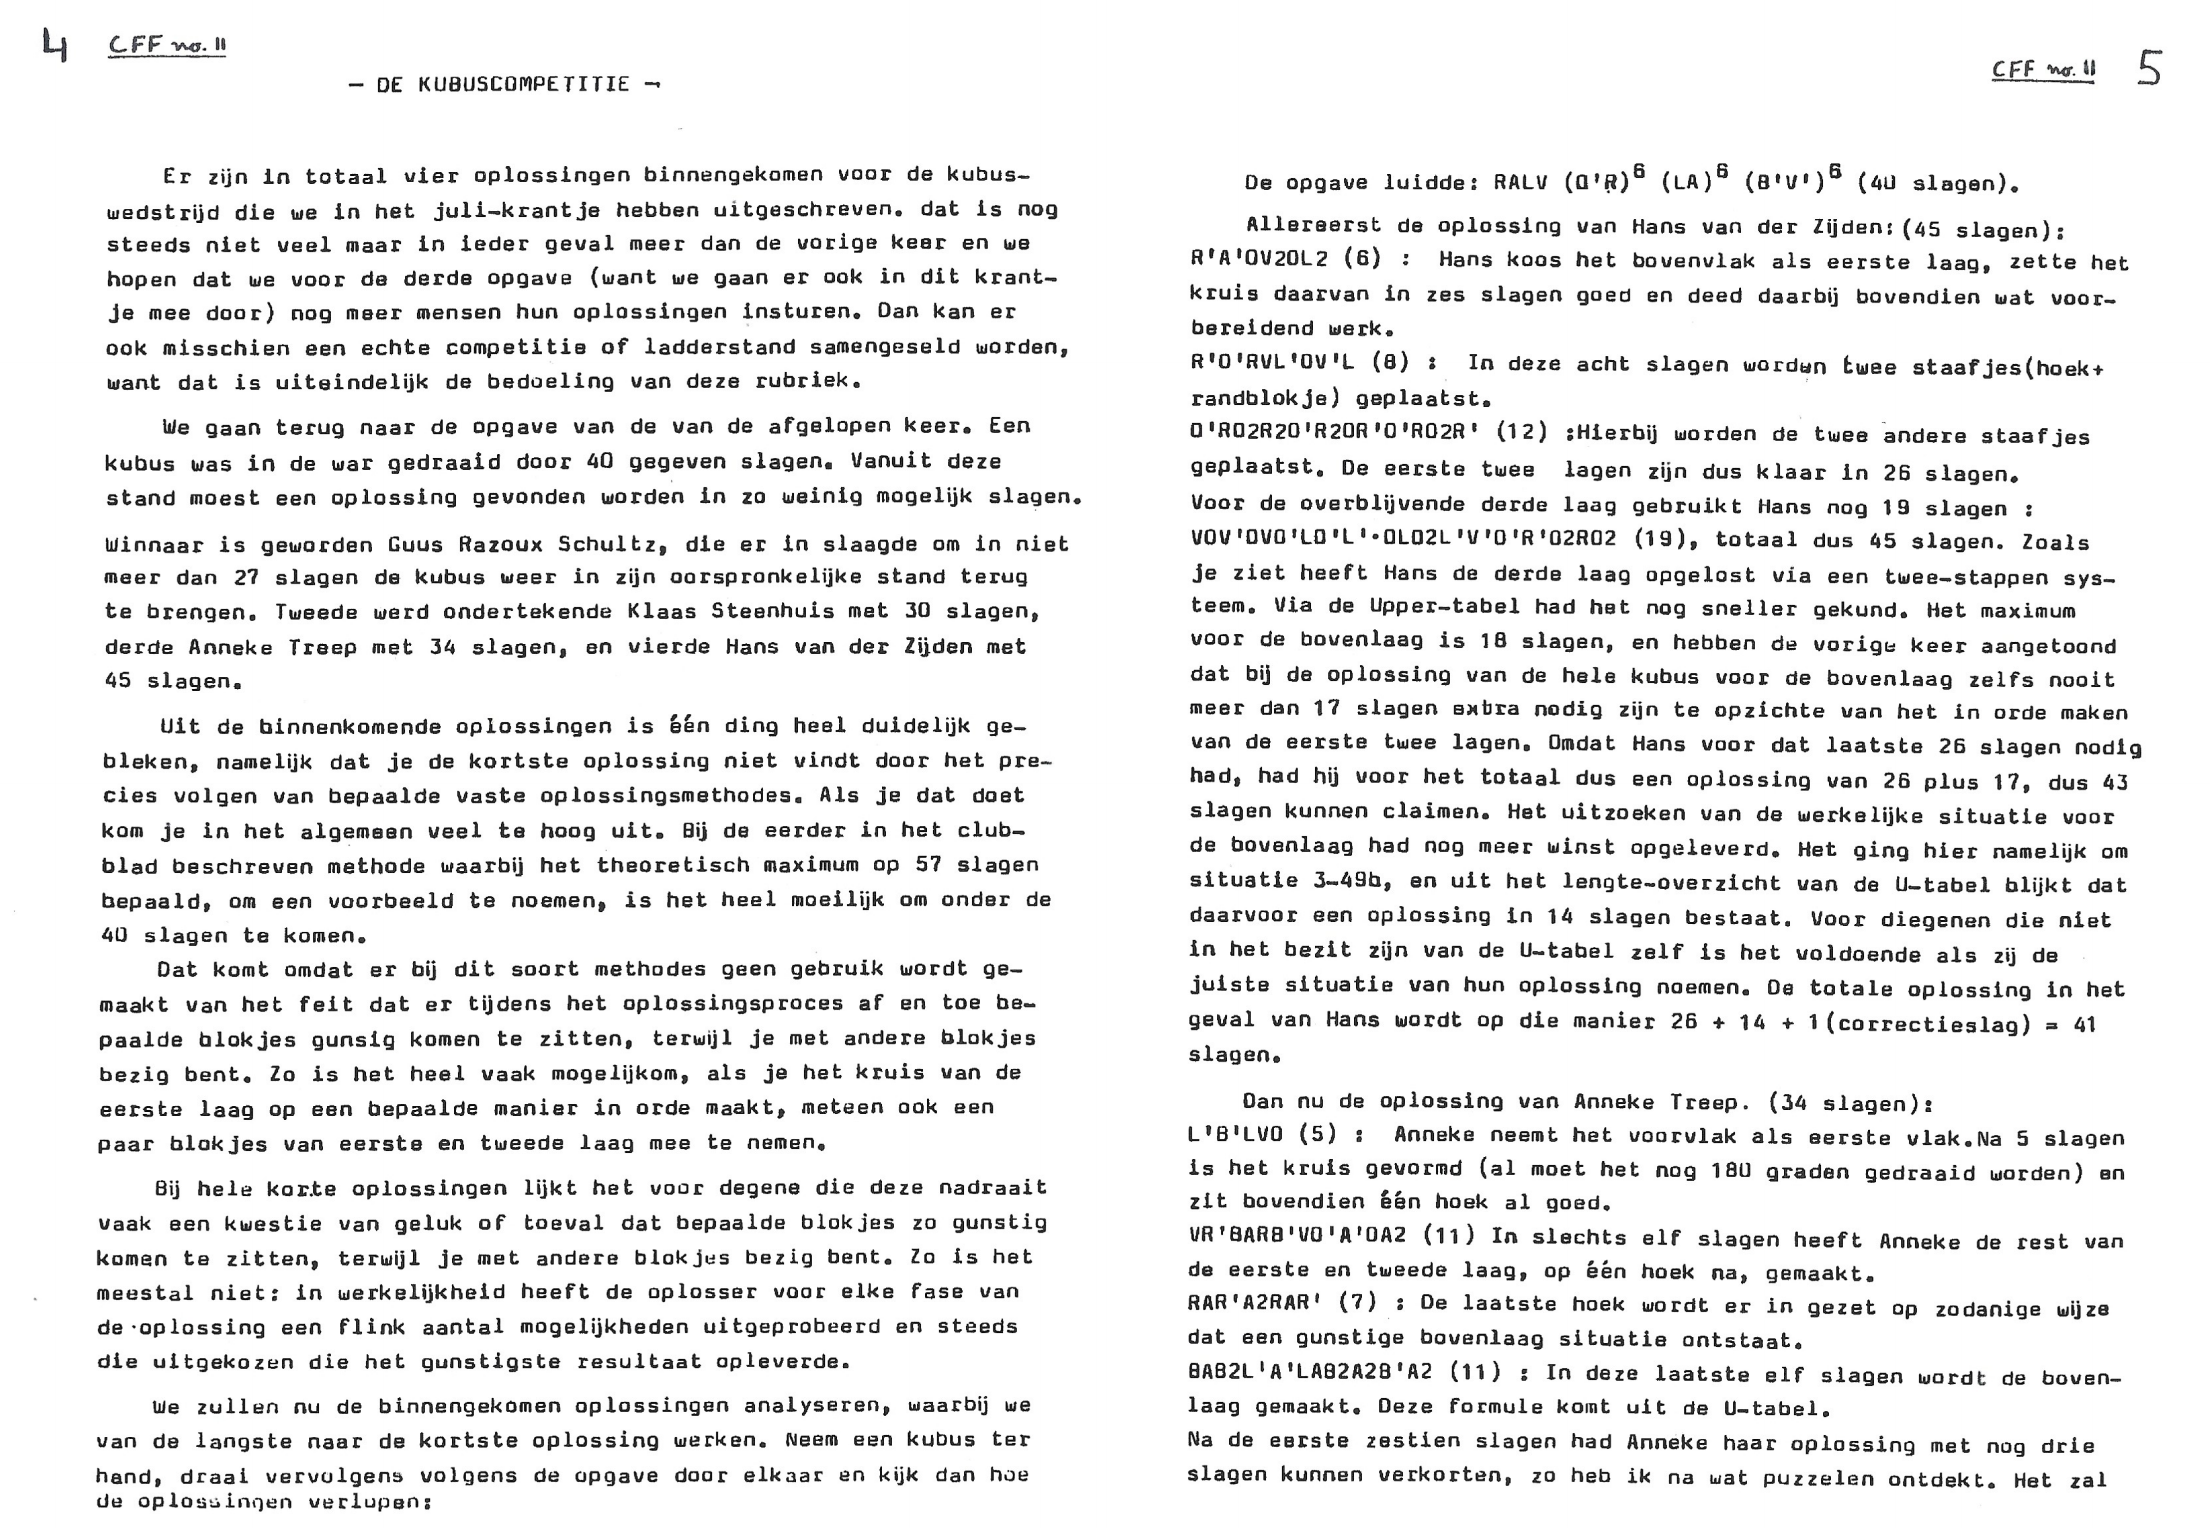 4 CFF no. 11
- DE KUBUSCOMPETITIE -
Er zijn in totaal vier oplossingen binnengekomen voor de kubus-
wedstrijd die we in het juli-krantje hebben uitgeschreven. dat is nog
steeds niet veel maar in ieder geval meer dan de vorige keer en we
hopen dat we voor de derde opgave (want we gaan er ook in dit krant-
je mee door) nog meer mensen hun oplossingen insturen. Dan kan er
ook misschien een echte competitie of ladderstand samengeseld worden,
want dat is uiteindelijk de bedoeling van deze rubriek.
We gaan terug naar de opgave van de van de afgelopen keer. Een
kubus was in de war gedraaid door 40 gegeven slagen. Vanuit deze
stand moest een oplossing gevonden worden in zo weinig mogelijk slagen.
Winnaar is geworden Guus Razoux Schultz, die er in slaagde om in niet
meer dan 27 slagen de kubus weer in zijn oorspronkelijke stand terug
te brengen. Tweede werd ondertekende Klaas Steenhuis met 30 slagen,
derde Anneke Treep met 34 slagen, en vierde Hans van der Zijden met
45 slagen.
Uit de binnenkomende oplossingen is één ding heel duidelijk ge-
bleken, namelijk dat je de kortste oplossing niet vindt door het pre-
cies volgen van bepaalde vaste oplossingsmethodes. Als je dat doet
kom je in het algemeen veel te hoog uit. Bij de eerder in het club-
blad beschreven methode waarbij het theoretisch maximum op 57 slagen
bepaald, om een voorbeeld te noemen, is het heel moeilijk om onder de
40 slagen te komen.
Dat komt omdat er bij dit soort methodes geen gebruik wordt ge-
maakt van het feit dat er tijdens het oplossingsproces af en toe be-
paalde blokjes gunsig komen te zitten, terwijl je met andere blokjes
bezig bent. Zo is het heel vaak mogelijkom, als je het kruis van de
eerste laag op een bepaalde manier in orde maakt, meteen ook een
paar blokjes van eerste en tweede laag mee te nemen.
Bij hele korte oplossingen lijkt het voor degene die deze nadraait
vaak een kwestie van geluk of toeval dat bepaalde blokjes zo gunstig
komen te zitten, terwijl je met andere blokjes bezig bent. Zo is het
meestal niet: in werkelijkheid heeft de oplosser voor elke fase van
de oplossing een flink aantal mogelijkheden uitgeprobeerd en steeds
die uitgekozen die het gunstigste resultaat opleverde.
We zullen nu de binnengekomen oplossingen analyseren, waarbij we
van de langste naar de kortste oplossing werken. Neem een kubus ter
hand, draai vervolgens volgens de opgave door elkaar en kijk dan hoe
de oplossingen verlopen:
CFF no. 11 5
De opgave luidde: RALV (O'R)⁶ (LA)⁶ (B'V')⁶ (40 slagen).
Allereerst de oplossing van Hans van der Zijden:(45 slagen):
R'A'OV2OL2 (6) : Hans koos het bovenvlak als eerste laag, zette het
kruis daarvan in zes slagen goed en deed daarbij bovendien wat voor-
bereidend werk.
R'O'RVL'OV'L (8) : In deze acht slagen worden twee staafjes(hoek+
randblokje) geplaatst.
O'RO2R2O'R2OR'O'RO2R' (12) :Hierbij worden de twee andere staafjes
geplaatst. De eerste twee lagen zijn dus klaar in 26 slagen.
Voor de overblijvende derde laag gebruikt Hans nog 19 slagen :
VOV'OVO'LO'L'·OLO2L'V'O'R'O2RO2 (19), totaal dus 45 slagen. Zoals
je ziet heeft Hans de derde laag opgelost via een twee-stappen sys-
teem. Via de Upper-tabel had het nog sneller gekund. Het maximum
voor de bovenlaag is 18 slagen, en hebben de vorige keer aangetoond
dat bij de oplossing van de hele kubus voor de bovenlaag zelfs nooit
meer dan 17 slagen extra nodig zijn te opzichte van het in orde maken
van de eerste twee lagen. Omdat Hans voor dat laatste 26 slagen nodig
had, had hij voor het totaal dus een oplossing van 26 plus 17, dus 43
slagen kunnen claimen. Het uitzoeken van de werkelijke situatie voor
de bovenlaag had nog meer winst opgeleverd. Het ging hier namelijk om
situatie 3-49b, en uit het lengte-overzicht van de U-tabel blijkt dat
daarvoor een oplossing in 14 slagen bestaat. Voor diegenen die niet
in het bezit zijn van de U-tabel zelf is het voldoende als zij de
juiste situatie van hun oplossing noemen. De totale oplossing in het
geval van Hans wordt op die manier 26 + 14 + 1(correctieslag) = 41
slagen.
Dan nu de oplossing van Anneke Treep. (34 slagen):
L'B'LVO (5) : Anneke neemt het voorvlak als eerste vlak.Na 5 slagen
is het kruis gevormd (al moet het nog 180 graden gedraaid worden) en
zit bovendien één hoek al goed.
VR'BARB'VO'A'OA2 (11) In slechts elf slagen heeft Anneke de rest van
de eerste en tweede laag, op één hoek na, gemaakt.
RAR'A2RAR' (7) : De laatste hoek wordt er in gezet op zodanige wijze
dat een gunstige bovenlaag situatie ontstaat.
BAB2L'A'LAB2A2B'A2 (11) : In deze laatste elf slagen wordt de boven-
laag gemaakt. Deze formule komt uit de U-tabel.
Na de eerste zestien slagen had Anneke haar oplossing met nog drie
slagen kunnen verkorten, zo heb ik na wat puzzelen ontdekt. Het zal